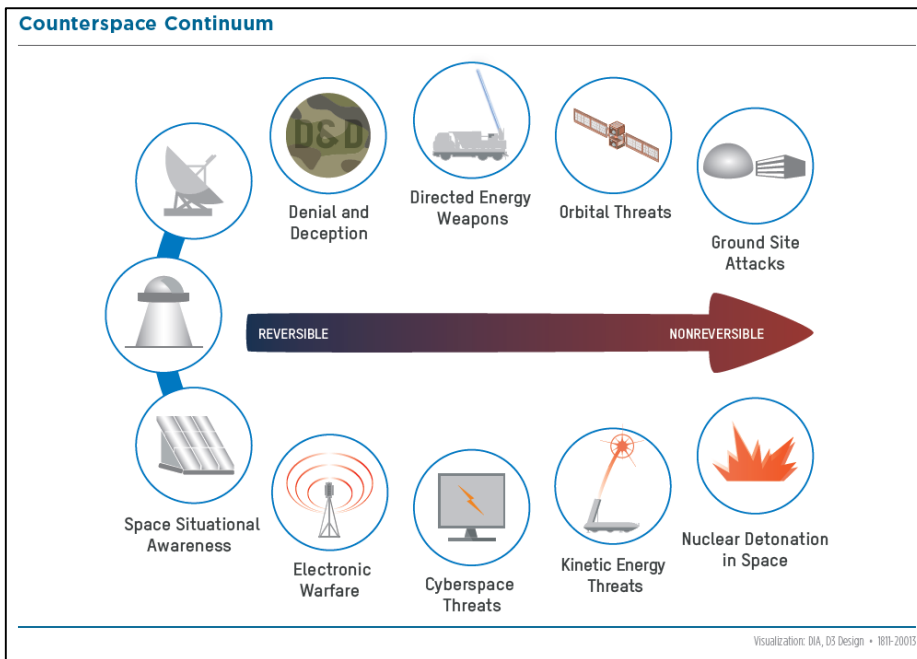 Counterspace Continuum
D&D
Denial and
Deception
Directed Energy
Weapons
Orbital Threats
Ground Site
Attacks
REVERSIBLE
NONREVERSIBLE
Space Situational
Awareness
Electronic
Warfare
Cyberspace
Threats
Kinetic Energy
Threats
Nuclear Detonation
in Space
Visualization: DIA, D3 Design • 1811-20013